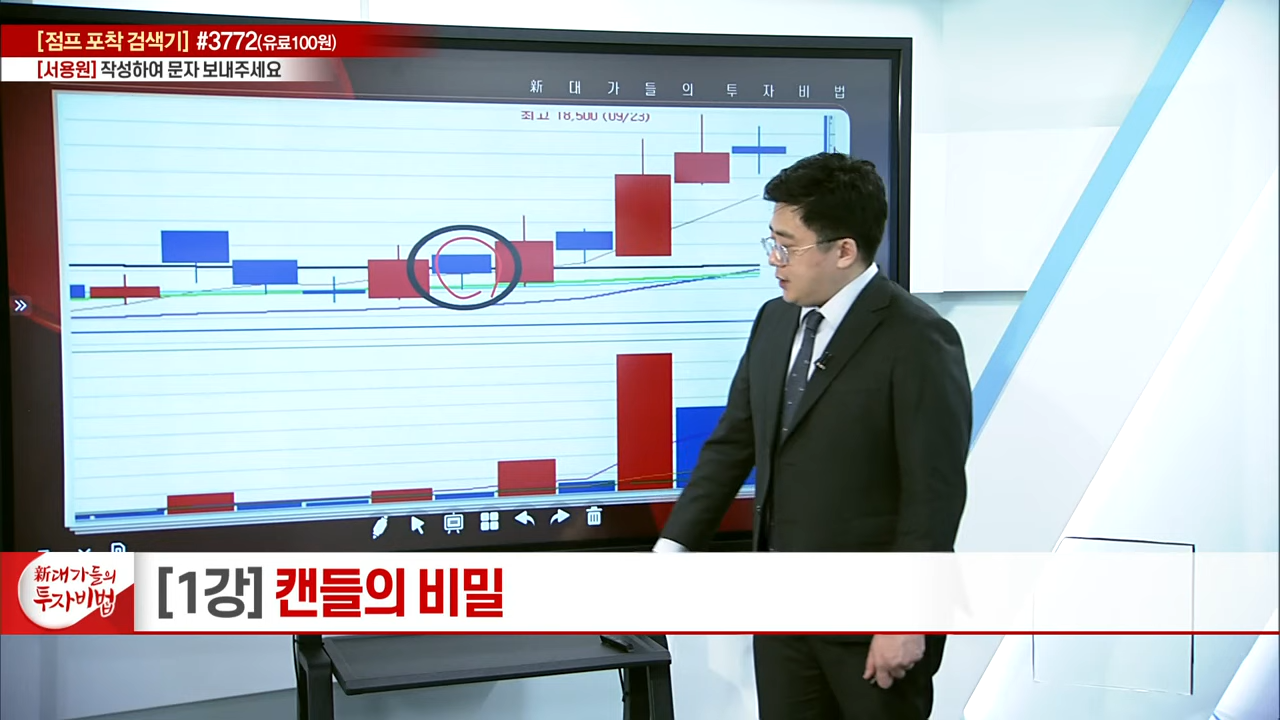 [점프 포착 검색기] #3772(유료100원)
[서용원] 작성하여 문자 보내주세요
新 대 가 들 의 투 자 비 법
최고 18,500 (09/23)
新대가들의
투자비법
[1강] 캔들의 비밀